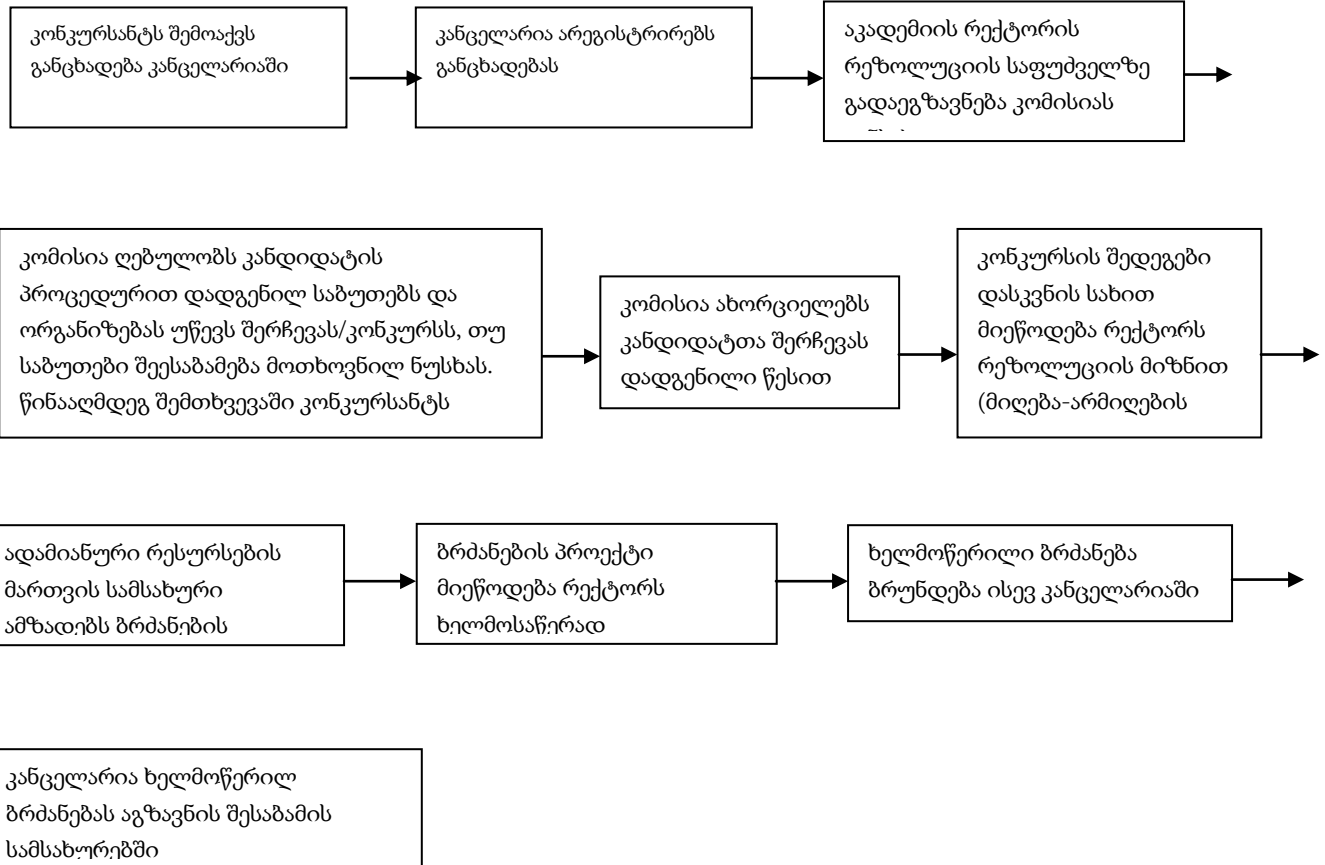 კონკურსანტს შემოაქვს
განცხადება კანცელარიაში
კანცელარია არეგისტრირებს
განცხადებას
აკადემიის რექტორის
რეზოლუციის საფუძველზე
გადაეგზავნება კომისიას
კომისია ღებულობს კანდიდატის
პროცედურით დადგენილ საბუთებს და
ორგანიზებას უწევს შერჩევას/კონკურსს, თუ
საბუთები შეესაბამება მოთხოვნილ ნუსხას.
წინააღმდეგ შემთხვევაში კონკურსანტს
კომისია ახორციელებს
კანდიდატთა შერჩევას
დადგენილი წესით
კონკურსის შედეგები
დასკვნის სახით
მიეწოდება რექტორს
რეზოლუციის მიზნით
(მიღება-არმიღების
ადამიანური რესურსების
მართვის სამსახური
ამზადებს ბრძანების
ბრძანების პროექტი
მიეწოდება რექტორს
ხელმოსაწერად
ხელმოწერილი ბრძანება
ბრუნდება ისევ კანცელარიაში
კანცელარია ხელმოწერილ
ბრძანებას აგზავნის შესაბამის
სამსახურებში